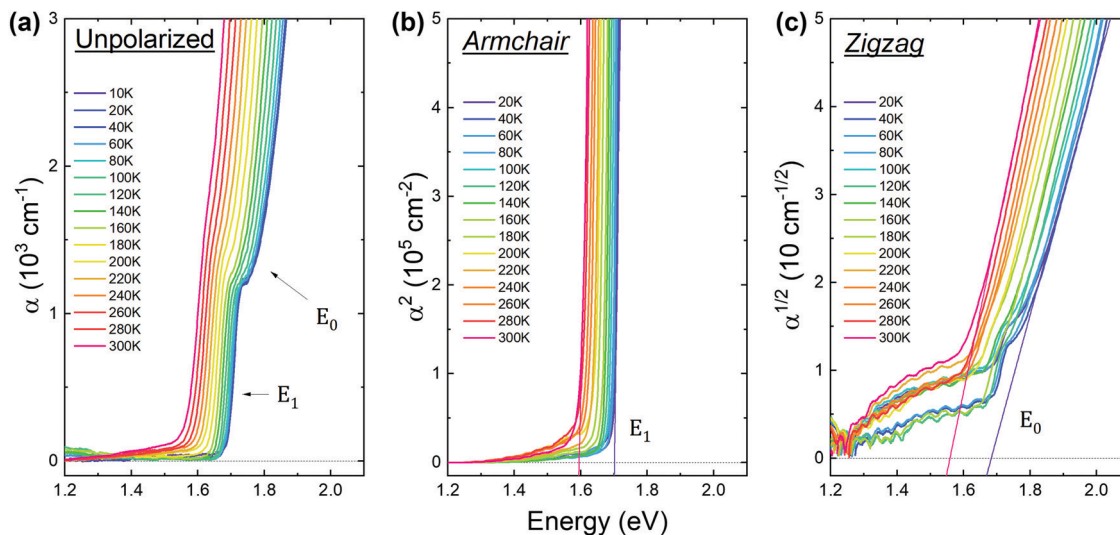 (a)
Unpolarized
10K
20K
40K
60K
80K
100K
120K
140K
160K
180K
200K
220K
240K
260K
280K
300K
E₀
E₁
α (10³ cm⁻¹)
3
2
1
0
1.2 1.4 1.6 1.8 2.0
(b)
Armchair
20K
40K
60K
80K
100K
120K
140K
160K
180K
200K
220K
240K
260K
280K
300K
E₁
α² (10⁵ cm⁻²)
5
4
3
2
1
0
1.2 1.4 1.6 1.8 2.0
Energy (eV)
(c)
Zigzag
20K
40K
60K
80K
100K
120K
140K
160K
180K
200K
220K
240K
260K
280K
300K
E₀
α^1/2 (10 cm^-1/2)
5
4
3
2
1
0
1.2 1.4 1.6 1.8 2.0